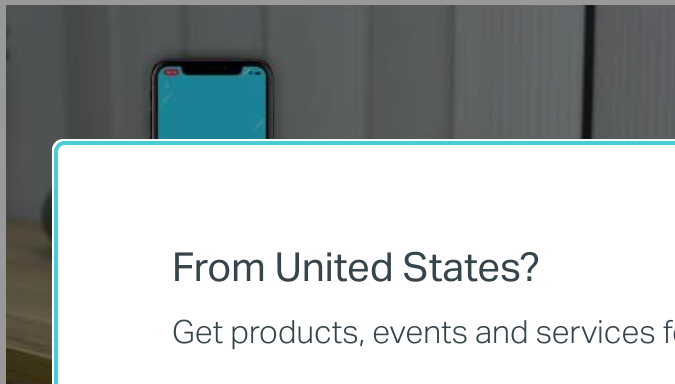 From United States?
Get products, events and services